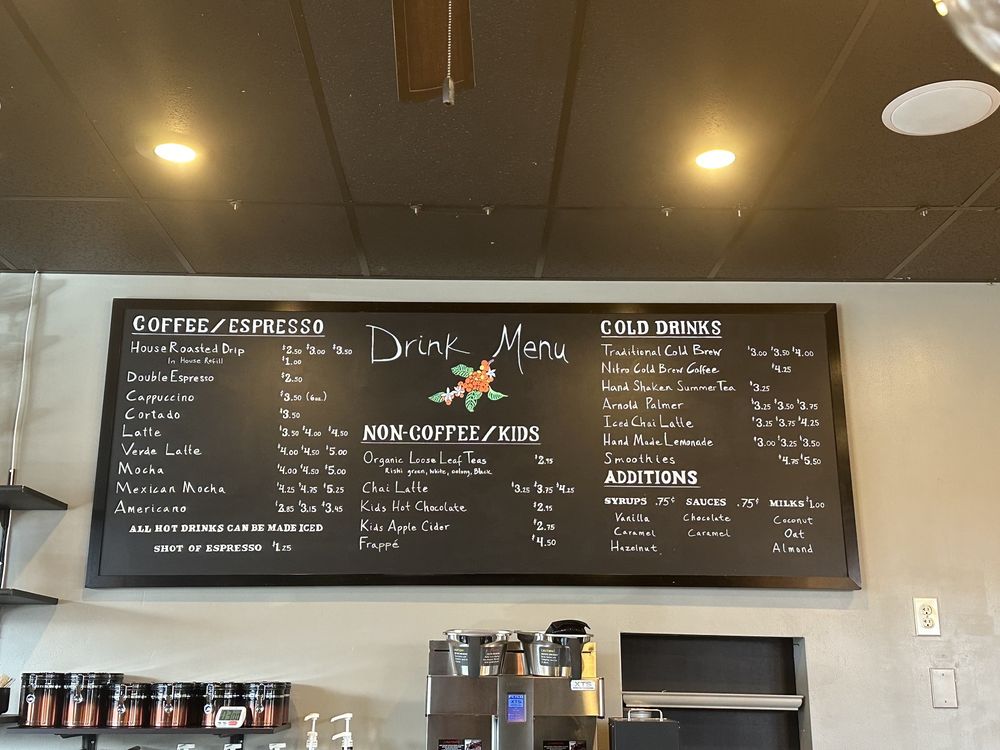 COFFEE/ESPRESSO
House Roasted Drip $2.50 $3.00 $3.50
In House Refill $1.00
Double Espresso $2.50
Cappuccino $3.50 (6oz.)
Cortado $3.50
Latte $3.50 $4.00 $4.50
Verde Latte $4.00 $4.50 $5.00
Mocha $4.00 $4.50 $5.00
Mexican Mocha $4.25 $4.75 $5.25
Americano $2.85 $3.15 $3.45
ALL HOT DRINKS CAN BE MADE ICED
SHOT OF ESPRESSO $1.25
Drink Menu
NON-COFFEE/KIDS
Organic Loose Leaf Teas $2.95
Rishi green, white, oolong, Black
Chai Latte $3.25 $3.75 $4.25
Kids Hot Chocolate $2.95
Kids Apple Cider $2.75
Frappé $4.50
COLD DRINKS
Traditional Cold Brew $3.00 $3.50 $4.00
Nitro Cold Brew Coffee $4.25
Hand Shaken Summer Tea $3.25
Arnold Palmer $3.25 $3.50 $3.75
Iced Chai Latte $3.25 $3.75 $4.25
Hand Made Lemonade $3.00 $3.25 $3.50
Smoothies $4.75 $5.50
ADDITIONS
SYRUPS .75¢ SAUCES .75¢ MILKS $1.00
Vanilla Chocolate Coconut
Caramel Caramel Oat
Hazelnut Almond
XTS